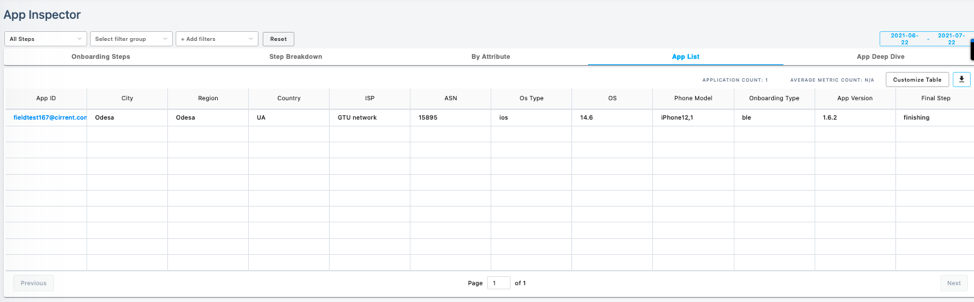 App Inspector
All Steps
Select filter group
+ Add filters
Reset
2021-06-22 - 2021-07-22
Onboarding Steps
Step Breakdown
By Attribute
App List
App Deep Dive
APPLICATION COUNT: 1
AVERAGE METRIC COUNT: N/A
Customize Table
App ID City Region Country ISP ASN Os Type OS Phone Model Onboarding Type App Version Final Step
fieldtest167@cirrent.con Odesa Odesa UA GTU network 15895 ios 14.6 iPhone12,1 ble 1.6.2 finishing
Previous
Page 1 of 1
Next